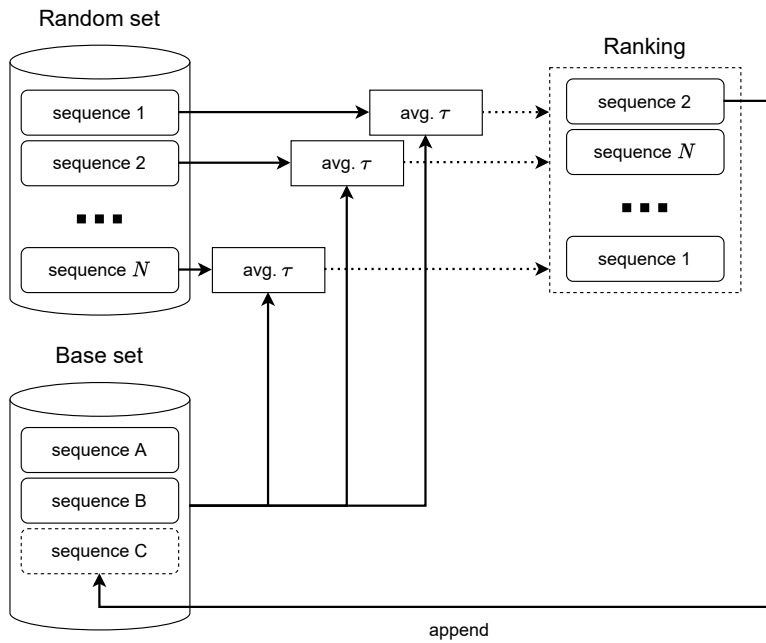 Random set
sequence 1
sequence 2
sequence N
avg. τ
avg. τ
avg. τ
Ranking
sequence 2
sequence N
sequence 1
Base set
sequence A
sequence B
sequence C
append